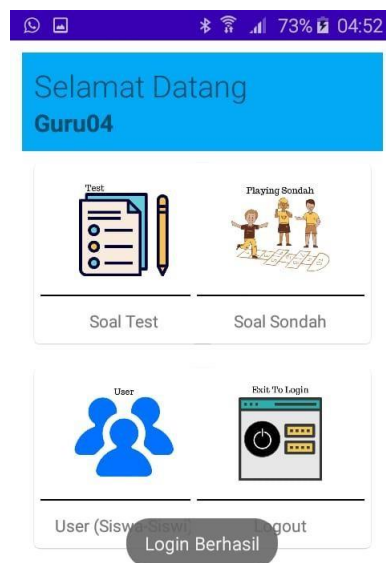 73% 04:52
Selamat Datang
Guru04
Test
Playing Sondah
Soal Test
Soal Sondah
User
Exit To Login
User (Siswa-Siswi)
Logout
Login Berhasil